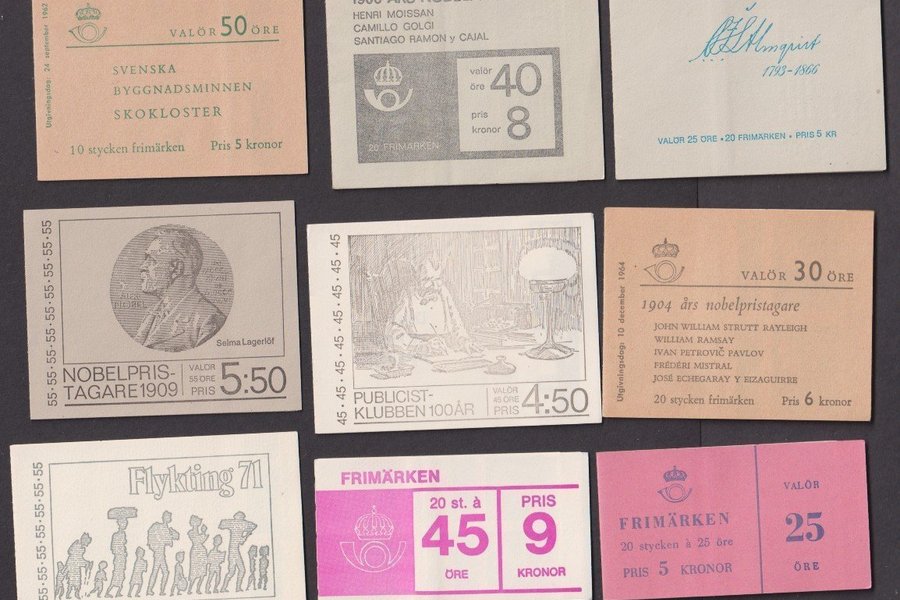 Utgivningsdag: 24 september 1967
VALÖR 50 ÖRE
SVENSKA
BYGGNADSMINNEN
SKOKLOSTER
10 stycken frimärken Pris 5 kronor
HENRI MOISSAN
CAMILLO GOLGI
SANTIAGO RAMON y CAJAL
valör
öre 40
pris
kronor 8
20 FRIMÄRKEN
Almquist
1793-1866
VALÖR 25 ÖRE • 20 FRIMÄRKEN • PRIS 5 KR
55·55·55·55·55·55·55
Selma Lagerlöf
NOBELPRIS-
TAGARE 1909
VALÖR
55 ÖRE
PRIS 5:50
45·45·45·45·45·45·45
PUBLICIST-
KLUBBEN 100 ÅR
VALÖR
45 ÖRE
PRIS 4:50
Utgivningsdag: 10 december 1964
VALÖR 30 ÖRE
1904 års nobelpristagare
JOHN WILLIAM STRUTT RAYLEIGH
WILLIAM RAMSAY
IVAN PETROVIČ PAVLOV
FRÉDÉRI MISTRAL
JOSÉ ECHEGARAY Y EIZAGUIRRE
20 stycken frimärken Pris 6 kronor
55·55·55·55
Flykting 71
FRIMÄRKEN
20 st. à
45
ÖRE
PRIS
9
KRONOR
FRIMÄRKEN
20 stycken à 25 öre
PRIS 5 KRONOR
VALÖR
25
ÖRE